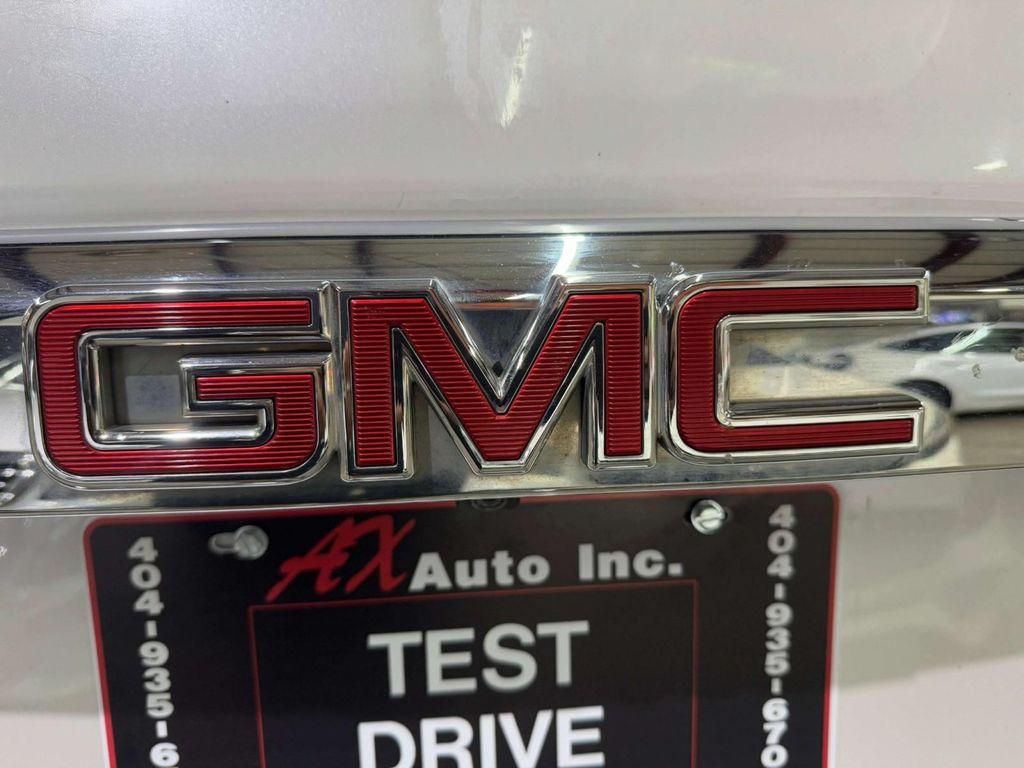 GMC
AX Auto Inc.
404-935-6
TEST
DRIVE
404-935-670